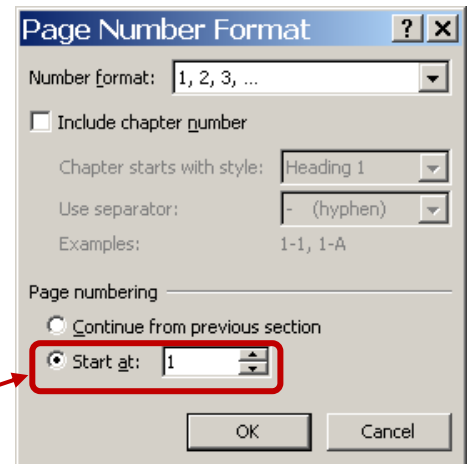 Page Number Format
Number format: 1, 2, 3, ...
Include chapter number
Chapter starts with style: Heading 1
Use separator: - (hyphen)
Examples: 1-1, 1-A
Page numbering
Continue from previous section
Start at: 1
OK Cancel